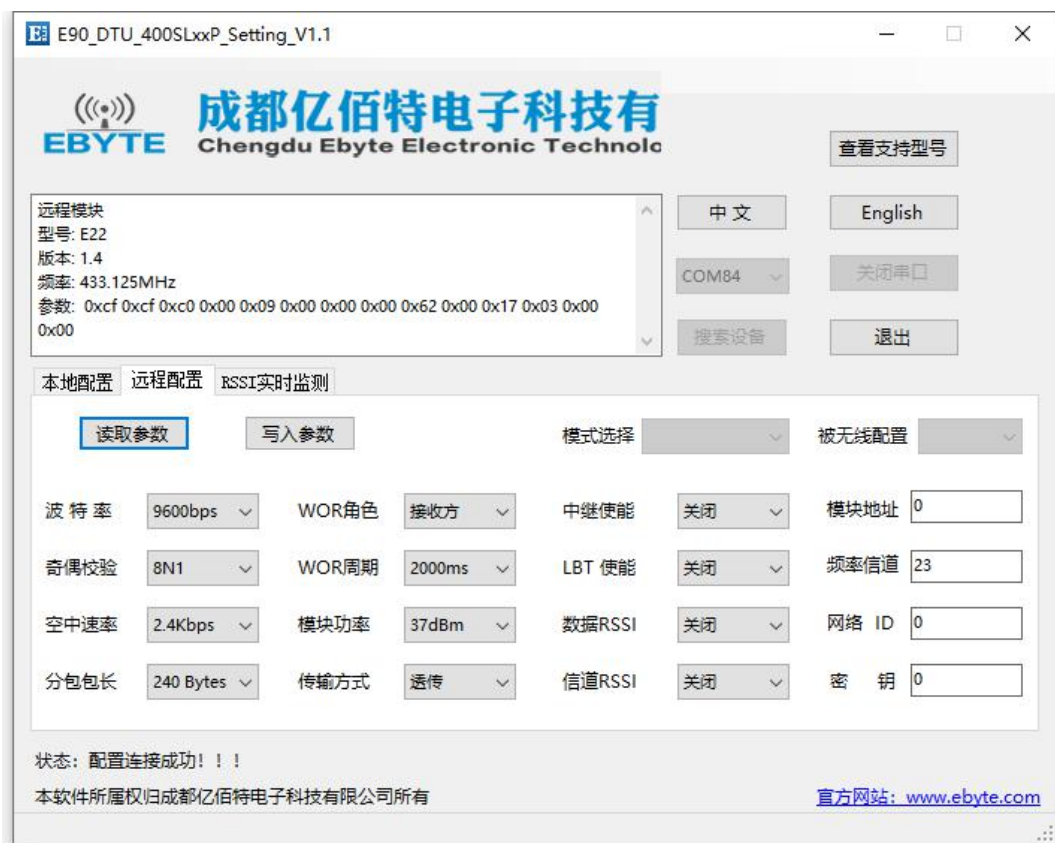 E90_DTU_400SLxxP_Setting_V1.1
EBYTE
成都亿佰特电子科技有
Chengdu Ebyte Electronic Technolo
查看支持型号
远程模块
型号: E22
版本: 1.4
频率: 433.125MHz
参数: 0xcf 0xcf 0xc0 0x00 0x09 0x00 0x00 0x00 0x62 0x00 0x17 0x03 0x00
0x00
中 文
English
COM84
关闭串口
搜索设备
退出
本地配置 远程配置 RSSI实时监测
读取参数 写入参数 模式选择 被无线配置
波 特 率 9600bps WOR角色 接收方 中继使能 关闭 模块地址 0
奇偶校验 8N1 WOR周期 2000ms LBT 使能 关闭 频率信道 23
空中速率 2.4Kbps 模块功率 37dBm 数据RSSI 关闭 网络 ID 0
分包包长 240 Bytes 传输方式 透传 信道RSSI 关闭 密 钥 0
状态：配置连接成功！！！
本软件所属权归成都亿佰特电子科技有限公司所有 官方网站：www.ebyte.com